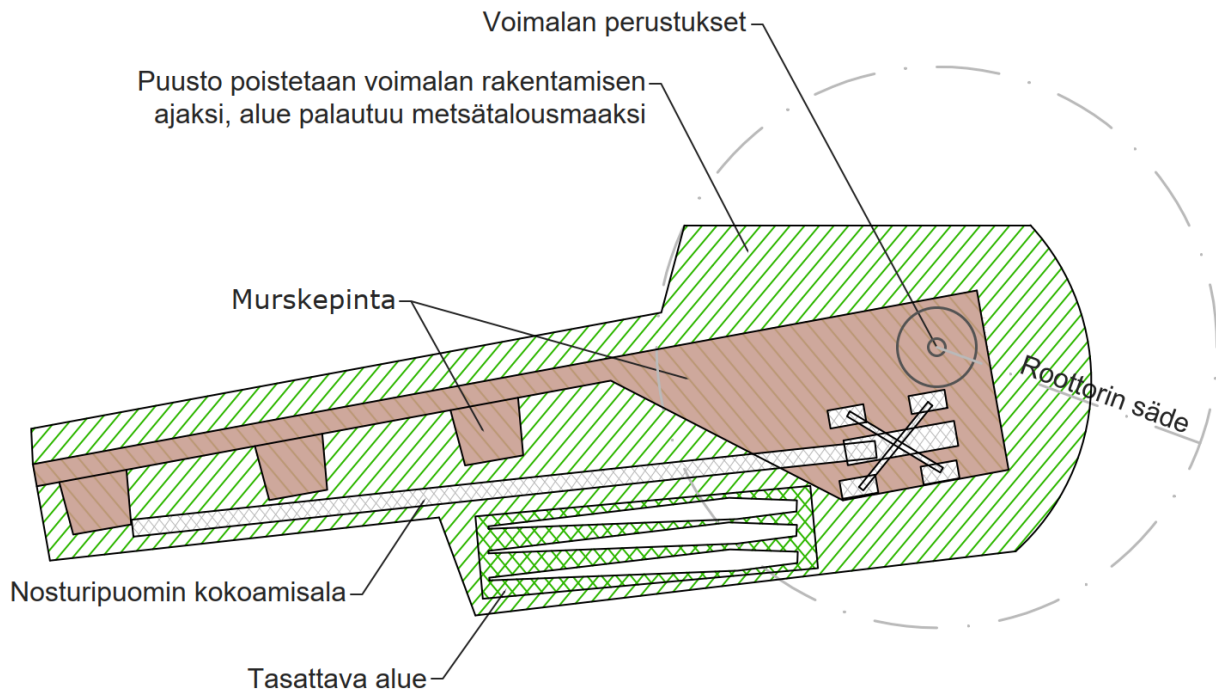 Voimalan perustukset
Puusto poistetaan voimalan rakentamisen
ajaksi, alue palautuu metsätalousmaaksi
Murskepinta
Roottorin säde
Nosturipuomin kokoamisala
Tasattava alue